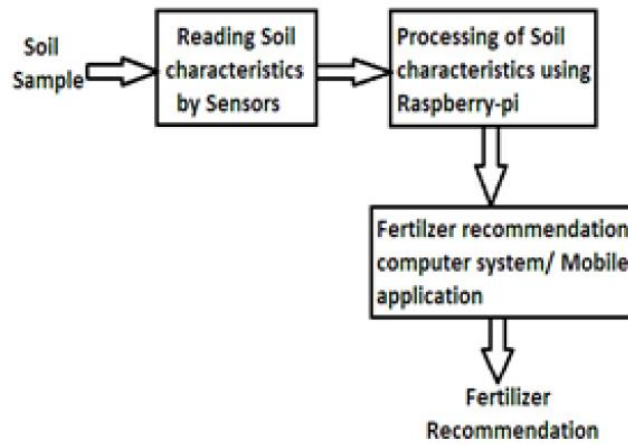 Soil
Sample
Reading Soil
characteristics
by Sensors
Processing of Soil
characteristics using
Raspberry-pi
Fertilzer recommendation
computer system/ Mobile
application
Fertilizer
Recommendation